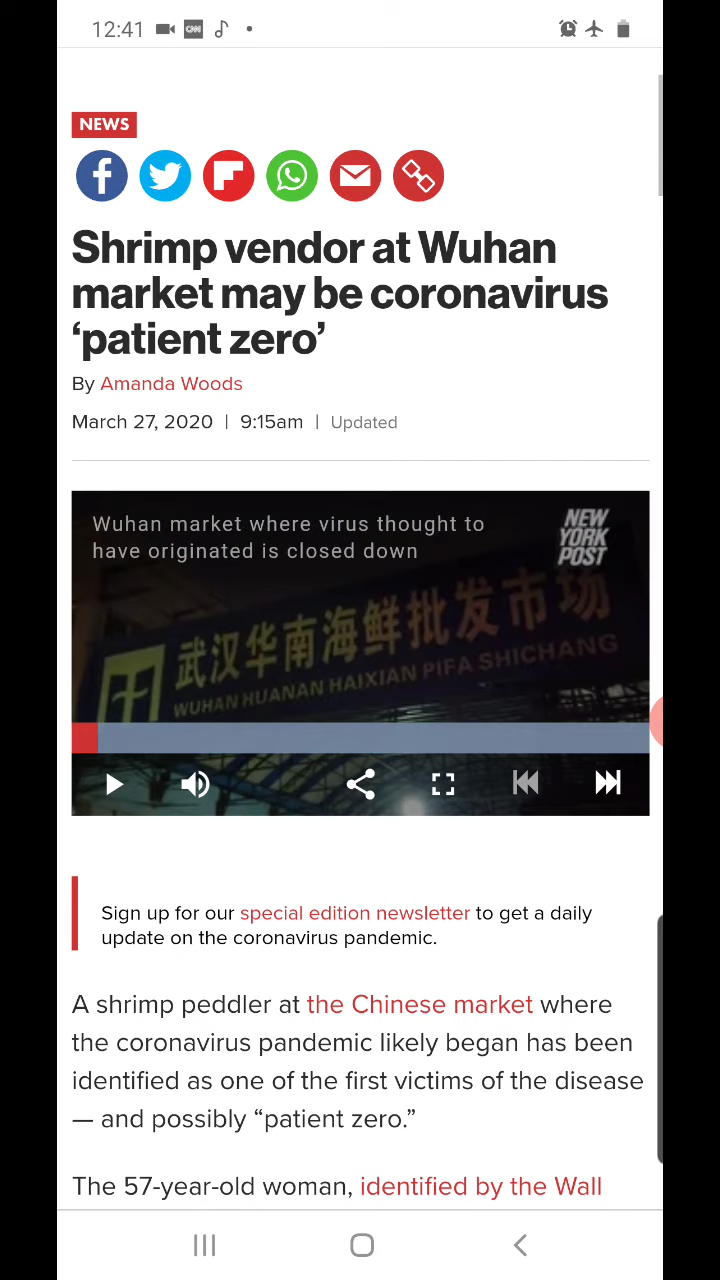 12:41
CNN
NEWS
Shrimp vendor at Wuhan
market may be coronavirus
‘patient zero’
By Amanda Woods
March 27, 2020 | 9:15am | Updated
Wuhan market where virus thought to
have originated is closed down
NEW
YORK
POST
武汉华南海鲜批发市场
WUHAN HUANAN HAIXIAN PIFA SHICHANG
Sign up for our special edition newsletter to get a daily
update on the coronavirus pandemic.
A shrimp peddler at the Chinese market where
the coronavirus pandemic likely began has been
identified as one of the first victims of the disease
— and possibly “patient zero.”
The 57-year-old woman, identified by the Wall